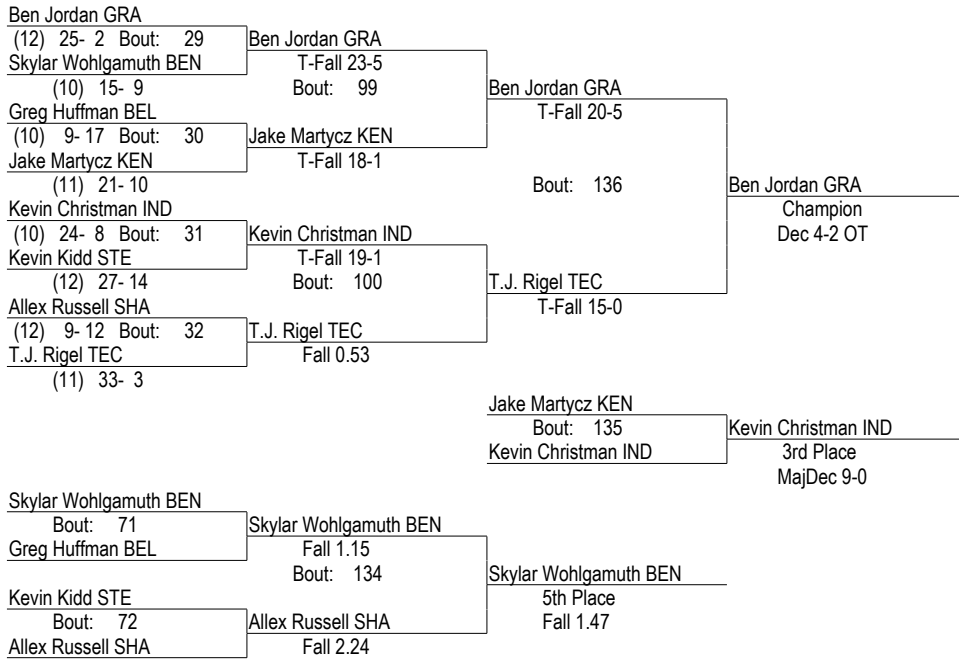 Ben Jordan GRA
(12) 25- 2 Bout: 29
Skylar Wohlgamuth BEN
(10) 15- 9
Greg Huffman BEL
(10) 9- 17 Bout: 30
Jake Martycz KEN
(11) 21- 10
Kevin Christman IND
(10) 24- 8 Bout: 31
Kevin Kidd STE
(12) 27- 14
Allex Russell SHA
(12) 9- 12 Bout: 32
T.J. Rigel TEC
(11) 33- 3
Ben Jordan GRA
T-Fall 23-5
Bout: 99
Jake Martycz KEN
T-Fall 18-1
Kevin Christman IND
T-Fall 19-1
Bout: 100
T.J. Rigel TEC
Fall 0.53
Ben Jordan GRA
T-Fall 20-5
Bout: 136
T.J. Rigel TEC
T-Fall 15-0
Ben Jordan GRA
Champion
Dec 4-2 OT
Jake Martycz KEN
Bout: 135
Kevin Christman IND
Kevin Christman IND
3rd Place
MajDec 9-0
Skylar Wohlgamuth BEN
Bout: 71
Greg Huffman BEL
Kevin Kidd STE
Bout: 72
Allex Russell SHA
Skylar Wohlgamuth BEN
Fall 1.15
Bout: 134
Allex Russell SHA
Fall 2.24
Skylar Wohlgamuth BEN
5th Place
Fall 1.47